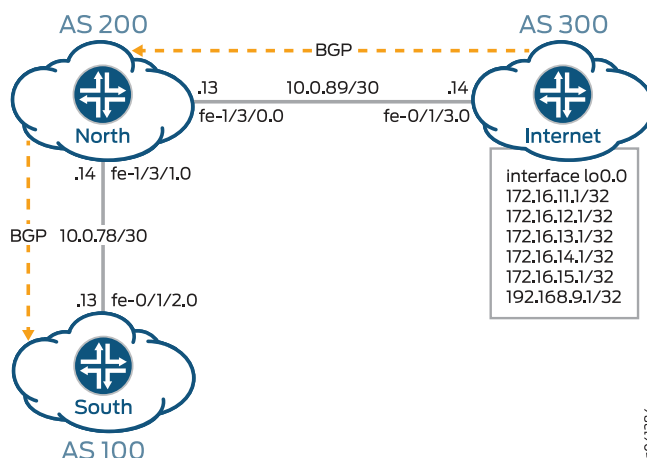 AS 200
AS 300
BGP
.13
10.0.89/30
.14
fe-1/3/0.0
fe-0/1/3.0
North
Internet
.14 fe-1/3/1.0
interface lo0.0
172.16.11.1/32
172.16.12.1/32
172.16.13.1/32
172.16.14.1/32
172.16.15.1/32
192.168.9.1/32
BGP
10.0.78/30
.13 fe-0/1/2.0
South
AS 100